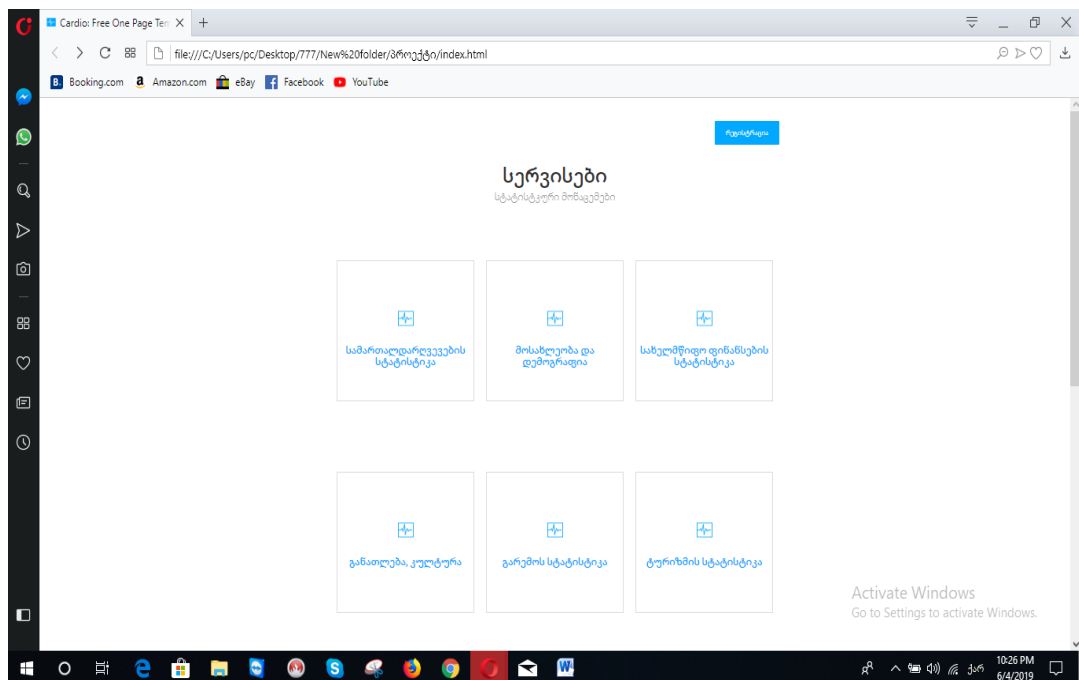 Cardio: Free One Page Tem
file:///C:/Users/pc/Desktop/777/New%20folder/პროექტი/index.html
Booking.com Amazon.com eBay Facebook YouTube
რეგისტრაცია
სერვისები
სტატისტკური მონაცემები
სამართალდარღვევების
სტატისტიკა
მოსახლეობა და
დემოგრაფია
სახელმწიფო ფინანსების
სტატისტიკა
განათლება, კულტურა
გარემოს სტატისტიკა
ტურიზმის სტატისტიკა
Activate Windows
Go to Settings to activate Windows.
ქარ
10:26 PM
6/4/2019